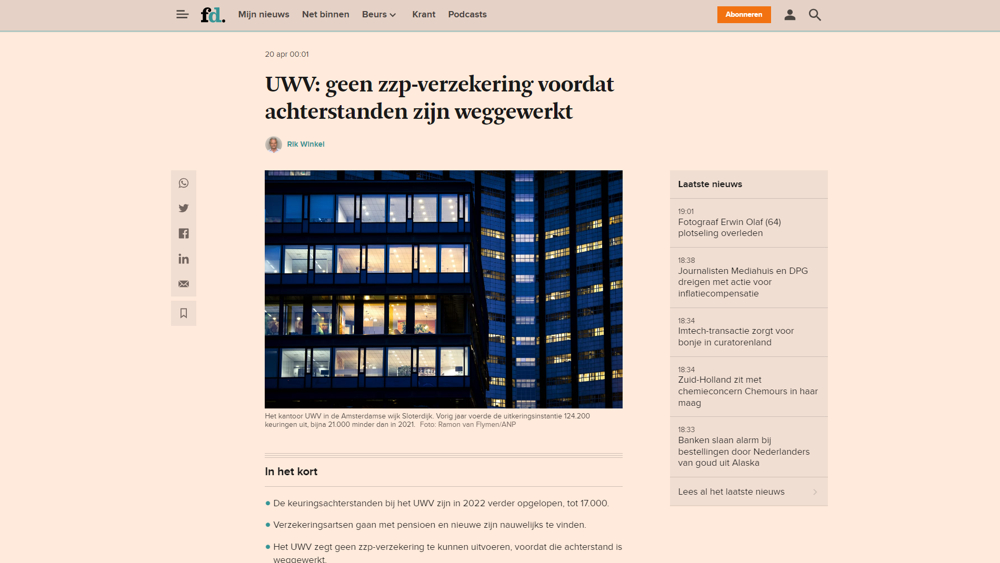 fd.
Mijn nieuws
Net binnen
Beurs
Krant
Podcasts
Abonneren
20 apr 00:01
UWV: geen zzp-verzekering voordat
achterstanden zijn weggewerkt
Rik Winkel
Het kantoor UWV in de Amsterdamse wijk Sloterdijk. Vorig jaar voerde de uitkeringsinstantie 124.200
keuringen uit, bijna 21.000 minder dan in 2021. Foto: Ramon van Flymen/ANP
In het kort
De keuringsachterstanden bij het UWV zijn in 2022 verder opgelopen, tot 17.000.
Verzekeringsartsen gaan met pensioen en nieuwe zijn nauwelijks te vinden.
Het UWV zegt geen zzp-verzekering te kunnen uitvoeren, voordat die achterstand is
weggewerkt.
Laatste nieuws
19:01
Fotograaf Erwin Olaf (64)
plotseling overleden
18:38
Journalisten Mediahuis en DPG
dreigen met actie voor
inflatiecompensatie
18:34
Imtech-transactie zorgt voor
bonje in curatorenland
18:34
Zuid-Holland zit met
chemieconcern Chemours in haar
maag
18:33
Banken slaan alarm bij
bestellingen door Nederlanders
van goud uit Alaska
Lees al het laatste nieuws